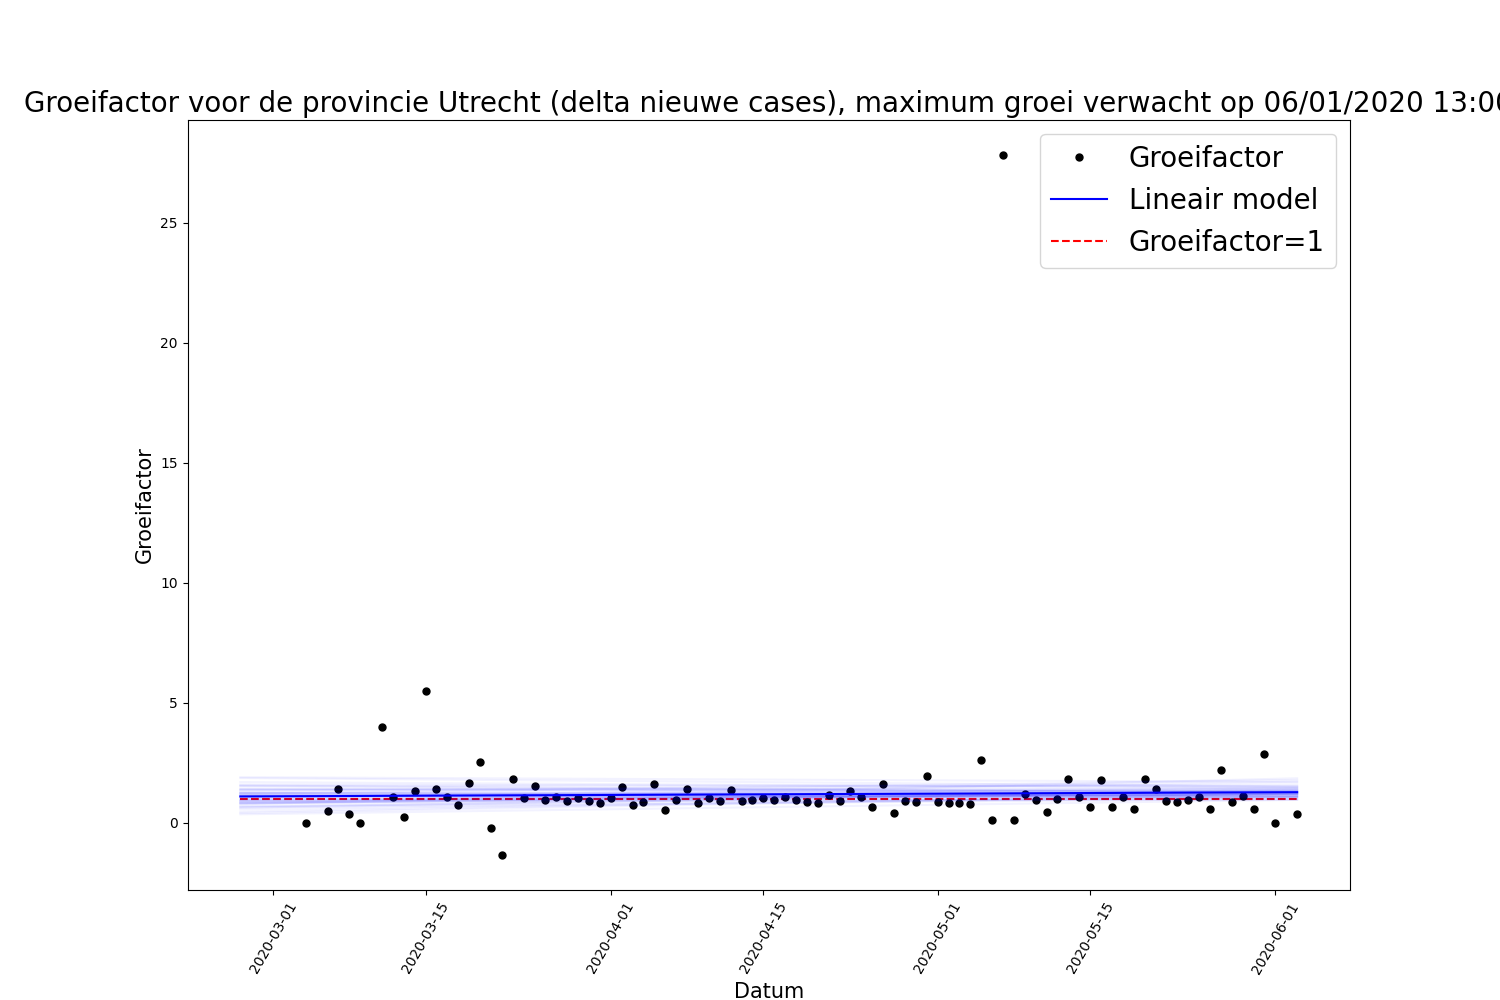 Groeifactor voor de provincie Utrecht (delta nieuwe cases), maximum groei verwacht op 06/01/2020 13:00
Groeifactor
Lineair model
Groeifactor=1
25
20
15
10
5
0
Groeifactor
2020-03-01
2020-03-15
2020-04-01
2020-04-15
2020-05-01
2020-05-15
2020-06-01
Datum